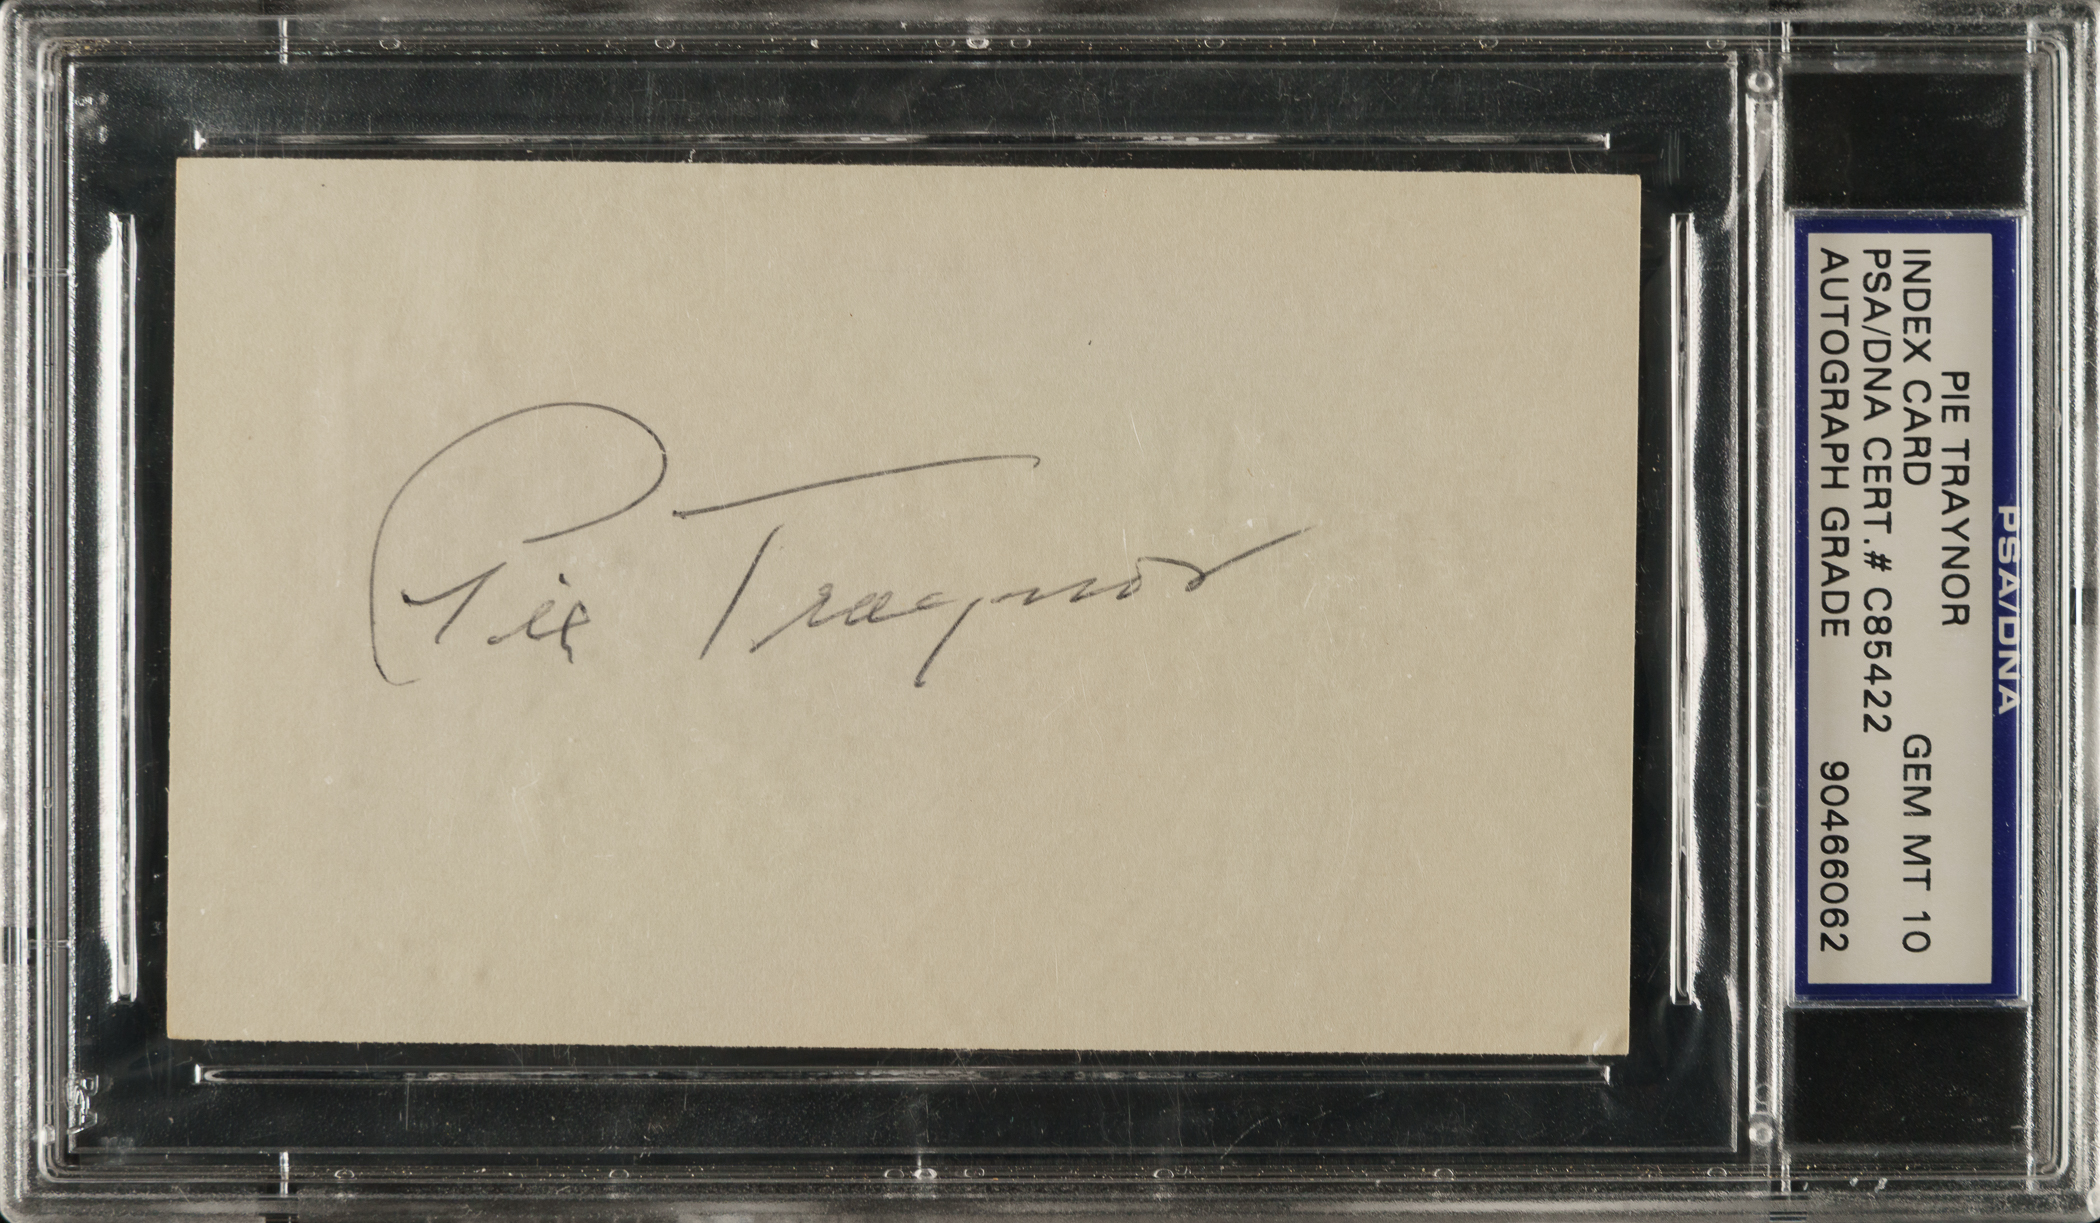 Pie Traynor
PSA/DNA
PIE TRAYNOR
INDEX CARD GEM MT 10
PSA/DNA CERT.# C85422
AUTOGRAPH GRADE 90466062